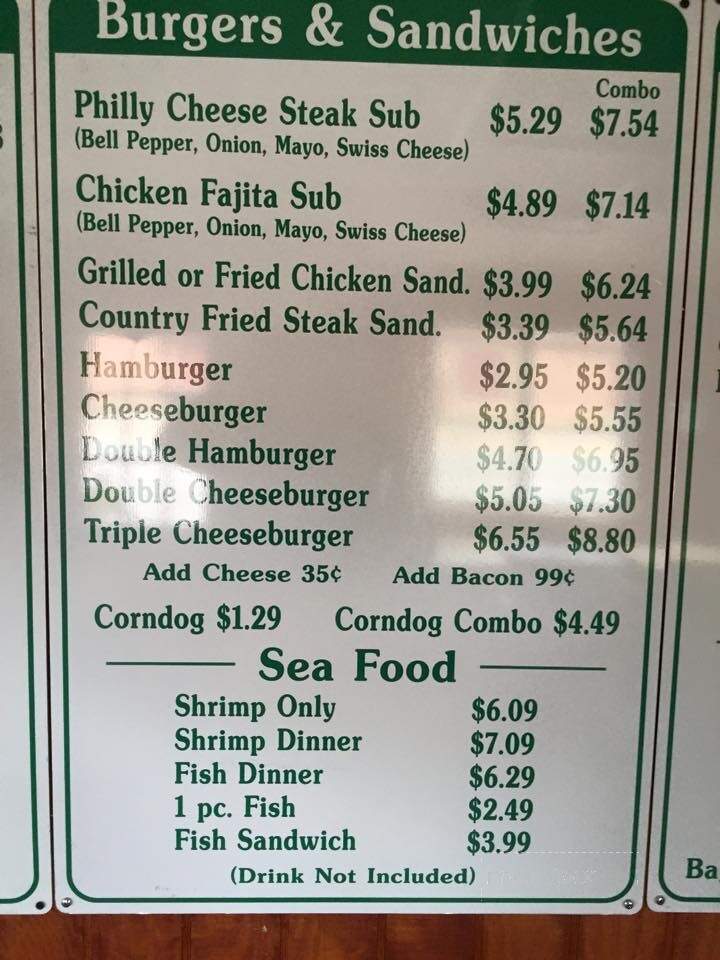 Burgers & Sandwiches
Combo
Philly Cheese Steak Sub $5.29 $7.54
(Bell Pepper, Onion, Mayo, Swiss Cheese)
Chicken Fajita Sub $4.89 $7.14
(Bell Pepper, Onion, Mayo, Swiss Cheese)
Grilled or Fried Chicken Sand. $3.99 $6.24
Country Fried Steak Sand. $3.39 $5.64
Hamburger $2.95 $5.20
Cheeseburger $3.30 $5.55
Double Hamburger $4.70 $6.95
Double Cheeseburger $5.05 $7.30
Triple Cheeseburger $6.55 $8.80
Add Cheese 35¢ Add Bacon 99¢
Corndog $1.29 Corndog Combo $4.49
Sea Food
Shrimp Only $6.09
Shrimp Dinner $7.09
Fish Dinner $6.29
1 pc. Fish $2.49
Fish Sandwich $3.99
(Drink Not Included)
Ba